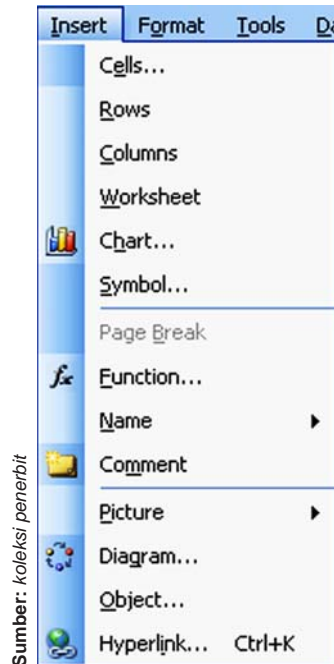 Insert Format Tools Da
Cells...
Rows
Columns
Worksheet
Chart...
Symbol...
Page Break
Function...
Name
Comment
Picture
Diagram...
Object...
Hyperlink... Ctrl+K
Sumber: koleksi penerbit